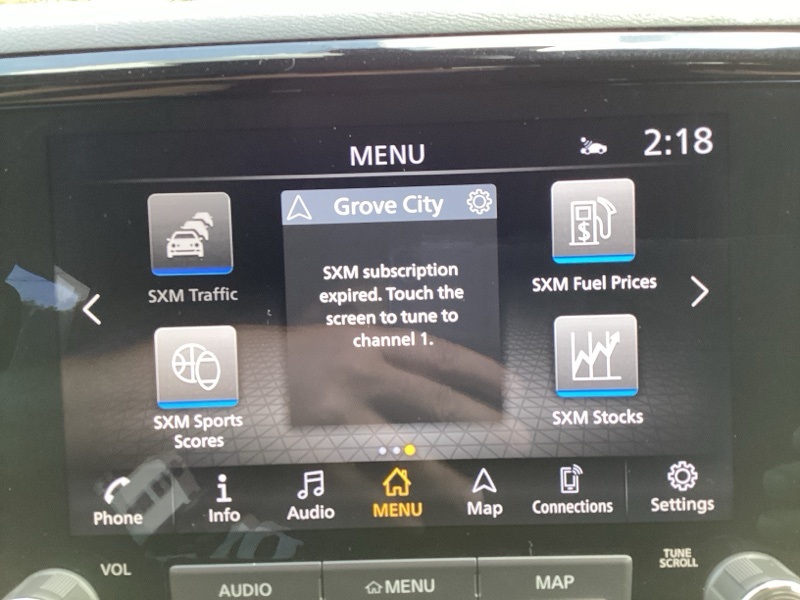 MENU
2:18
Grove City
SXM Traffic
SXM subscription
expired. Touch the
screen to tune to
channel 1.
SXM Fuel Prices
$
SXM Sports
Scores
SXM Stocks
Phone
Info
Audio
MENU
Map
Connections
Settings
VOL
AUDIO
MENU
MAP
TUNE
SCROLL